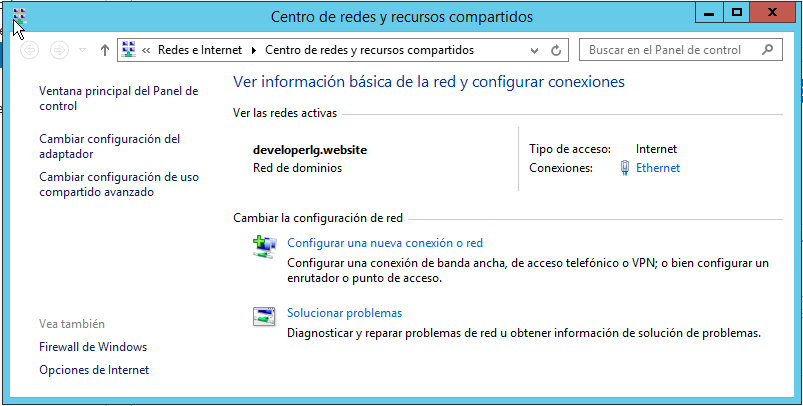 Centro de redes y recursos compartidos
« Redes e Internet Centro de redes y recursos compartidos
Buscar en el Panel de control
Ventana principal del Panel de
control
Cambiar configuración del
adaptador
Cambiar configuración de uso
compartido avanzado
Vea también
Firewall de Windows
Opciones de Internet
Ver información básica de la red y configurar conexiones
Ver las redes activas
developerlg.website
Red de dominios
Tipo de acceso: Internet
Conexiones: Ethernet
Cambiar la configuración de red
Configurar una nueva conexión o red
Configurar una conexión de banda ancha, de acceso telefónico o VPN; o bien configurar un
enrutador o punto de acceso.
Solucionar problemas
Diagnosticar y reparar problemas de red u obtener información de solución de problemas.